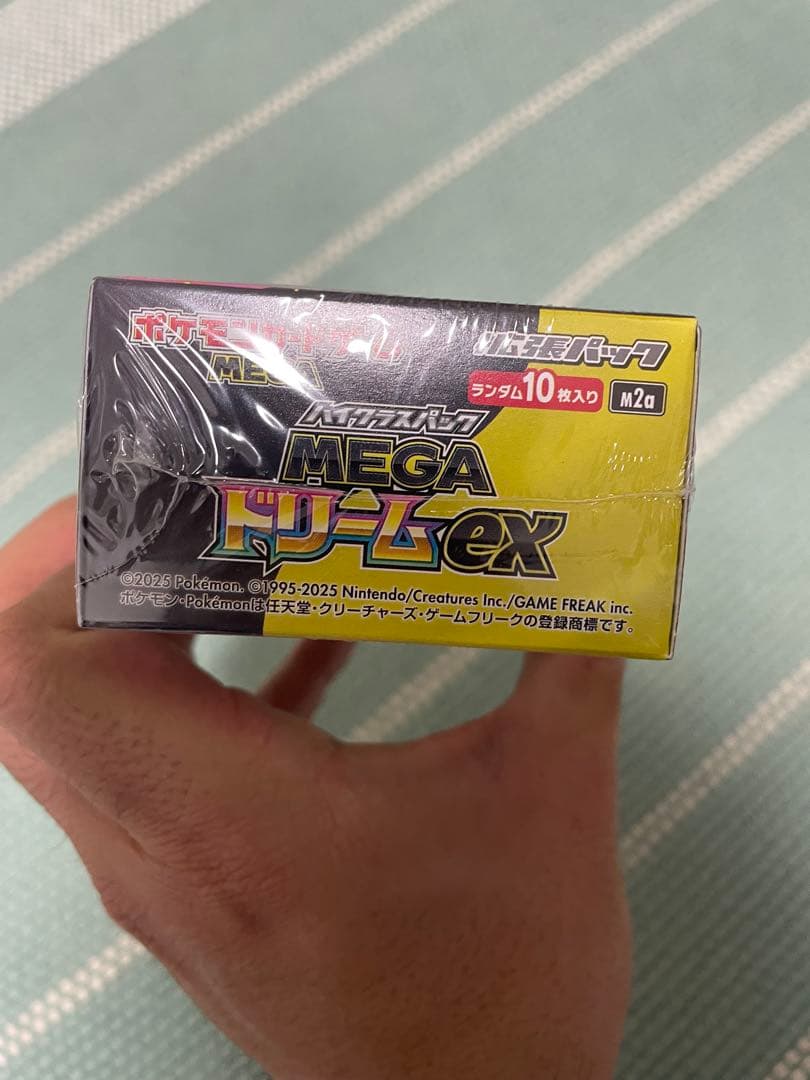 ポケモンカードゲーム
MEGA
拡張パック
ランダム10枚入り
M2a
ハイクラスパック
MEGA
ドリームex
©2025 Pokémon. ©1995-2025 Nintendo/Creatures Inc./GAME FREAK inc.
ポケモン・Pokémonは任天堂・クリーチャーズ・ゲームフリークの登録商標です。